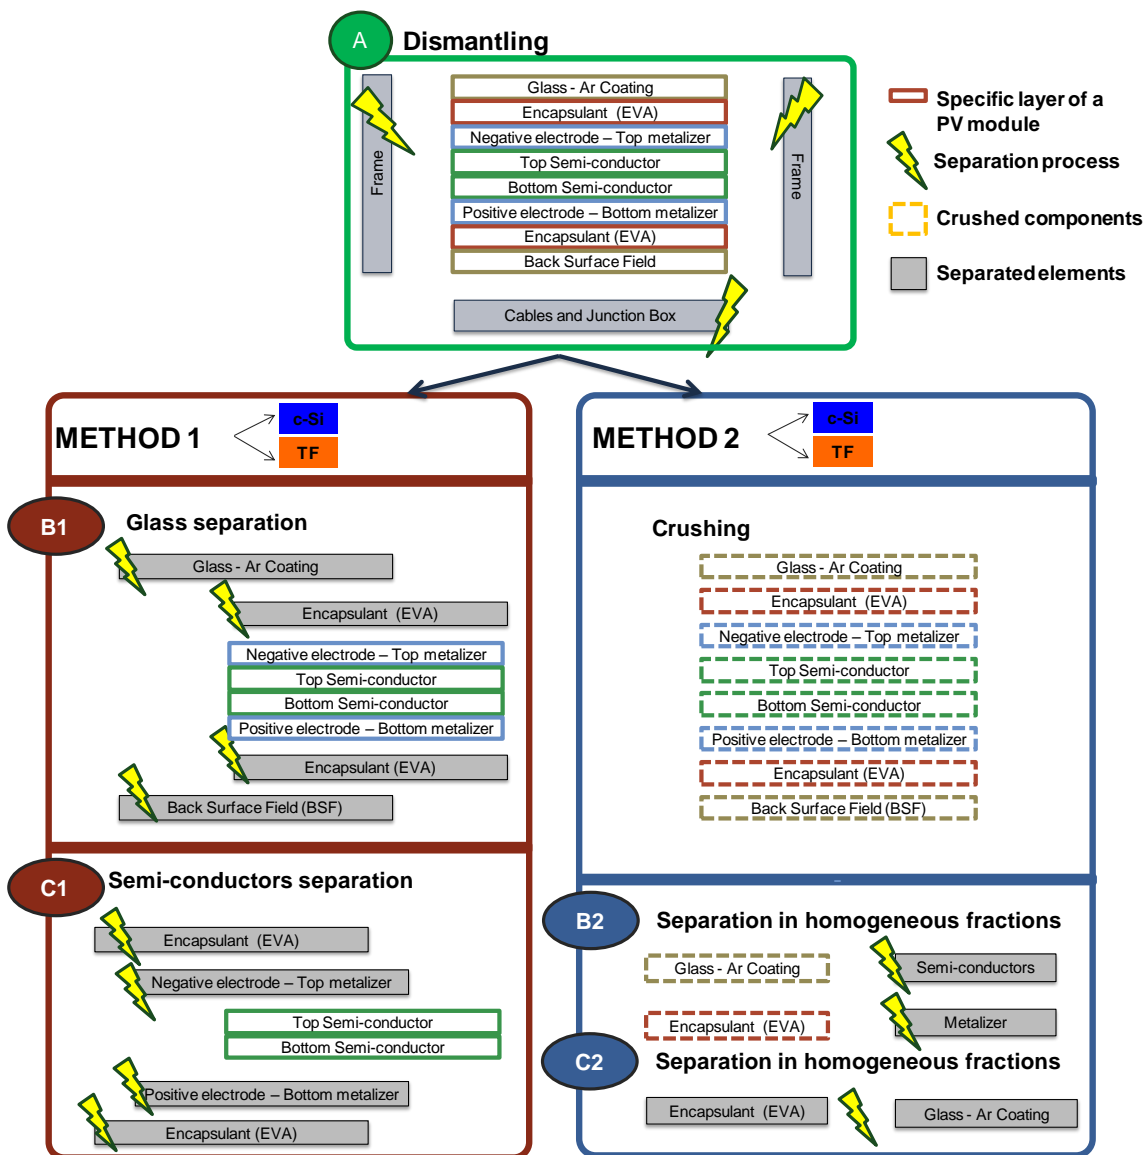 A
Dismantling
Glass - Ar Coating
Encapsulant (EVA)
Negative electrode – Top metalizer
Top Semi-conductor
Bottom Semi-conductor
Positive electrode – Bottom metalizer
Encapsulant (EVA)
Back Surface Field
Frame
Frame
Cables and Junction Box
Specific layer of a
PV module
Separation process
Crushed components
Separated elements
METHOD 1
c-Si
TF
B1
Glass separation
Glass - Ar Coating
Encapsulant (EVA)
Negative electrode – Top metalizer
Top Semi-conductor
Bottom Semi-conductor
Positive electrode – Bottom metalizer
Encapsulant (EVA)
Back Surface Field (BSF)
C1
Semi-conductors separation
Encapsulant (EVA)
Negative electrode – Top metalizer
Top Semi-conductor
Bottom Semi-conductor
Positive electrode – Bottom metalizer
Encapsulant (EVA)
METHOD 2
c-Si
TF
Crushing
Glass - Ar Coating
Encapsulant (EVA)
Negative electrode – Top metalizer
Top Semi-conductor
Bottom Semi-conductor
Positive electrode – Bottom metalizer
Encapsulant (EVA)
Back Surface Field (BSF)
–
B2
Separation in homogeneous fractions
Glass - Ar Coating
Semi-conductors
Encapsulant (EVA)
Metalizer
C2
Separation in homogeneous fractions
Encapsulant (EVA)
Glass - Ar Coating